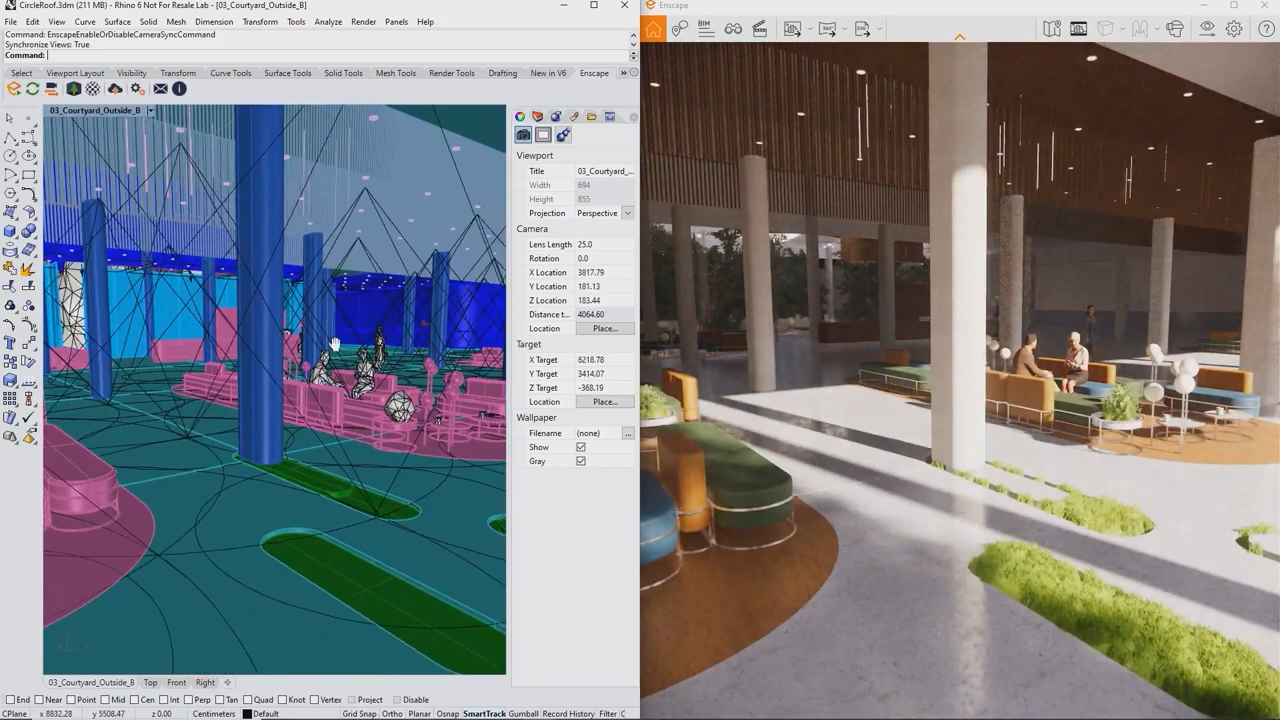 CircleRoof.3dm (211 MB) - Rhino 6 Not For Resale Lab - [03_Courtyard_Outside_B]
File Edit View Curve Surface Solid Mesh Dimension Transform Tools Analyze Render Panels Help
Command: EnscapeEnableOrDisableCameraSyncCommand
Synchronize Views: True
Command:
Select Viewport Layout Visibility Transform Curve Tools Surface Tools Solid Tools Mesh Tools Render Tools Drafting New in V6 Enscape
03_Courtyard_Outside_B
Viewport
Title 03_Courtyard_...
Width 694
Height 855
Projection Perspective
Camera
Lens Length 25.0
Rotation 0.0
X Location 3817.79
Y Location 181.13
Z Location 183.44
Distance t... 4064.60
Location Place...
Target
X Target 6218.78
Y Target 3414.07
Z Target -368.19
Location Place...
Wallpaper
Filename (none) ...
Show
Gray
03_Courtyard_Outside_B Top Front Right
End Near Point Mid Cen Int Perp Tan Quad Knot Vertex Project Disable
CPlane x 8832.28 y 5508.47 z 0.00 Centimeters Default Grid Snap Ortho Planar Osnap SmartTrack Gumball Record History Filter C
Enscape
BIM